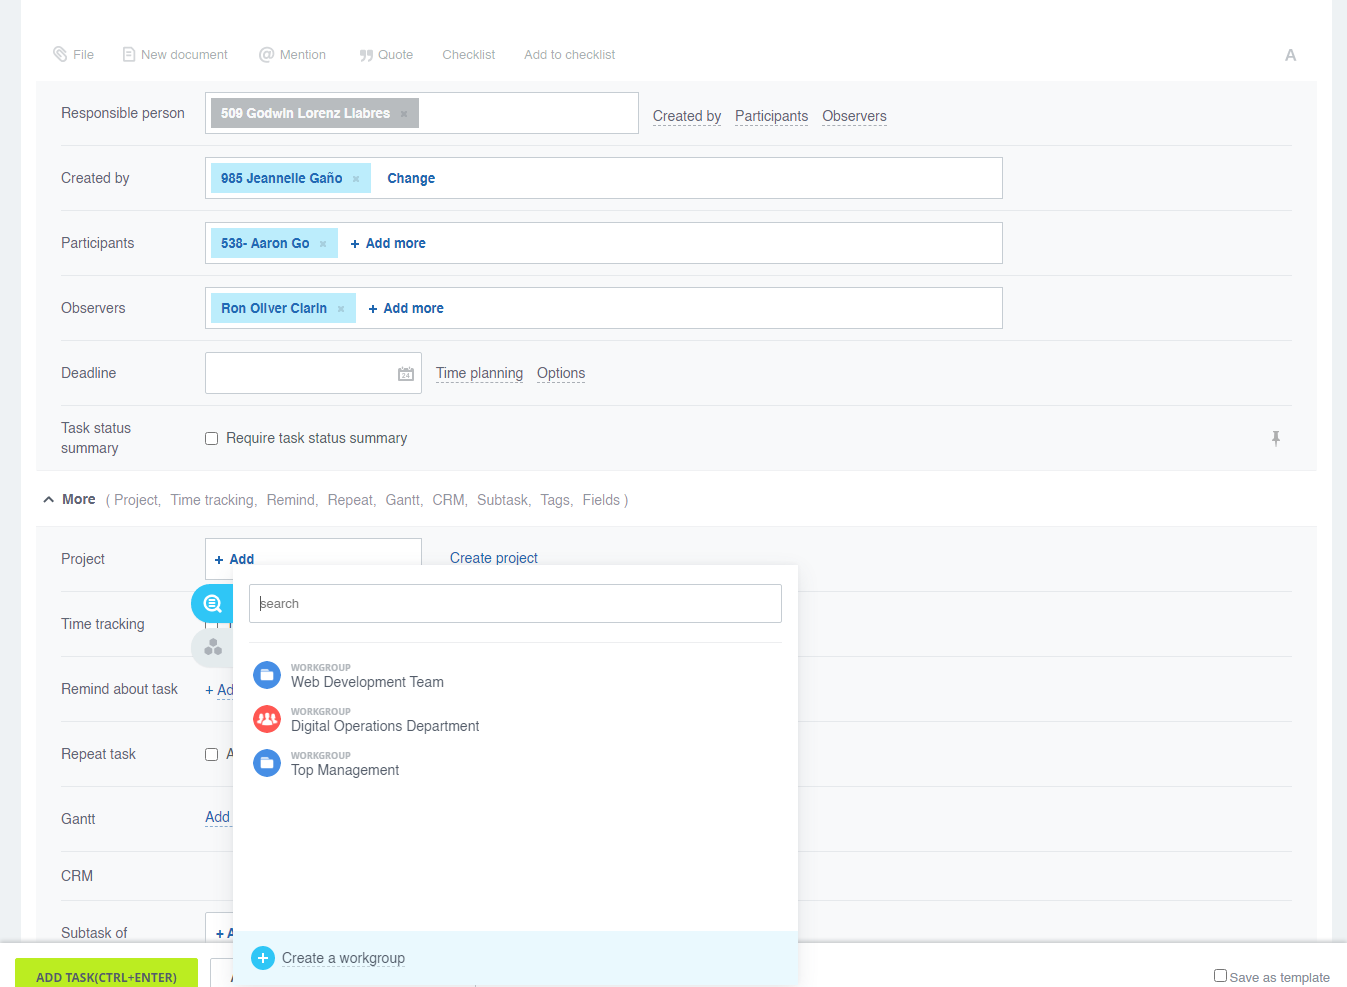 File New document Mention Quote Checklist Add to checklist A
Responsible person 509 Godwin Lorenz Llabres × Created by Participants Observers
Created by 985 Jeannelle Gaño × Change
Participants 538- Aaron Go × + Add more
Observers Ron Oliver Clarin × + Add more
Deadline 24 Time planning Options
Task status
summary
Require task status summary
More ( Project, Time tracking, Remind, Repeat, Gantt, CRM, Subtask, Tags, Fields )
Project + Add Create project
search
Time tracking
WORKGROUP
Web Development Team
Remind about task + Ad
WORKGROUP
Digital Operations Department
Repeat task A
WORKGROUP
Top Management
Gantt Add
CRM
Subtask of + A
Create a workgroup
ADD TASK(CTRL+ENTER) Save as template